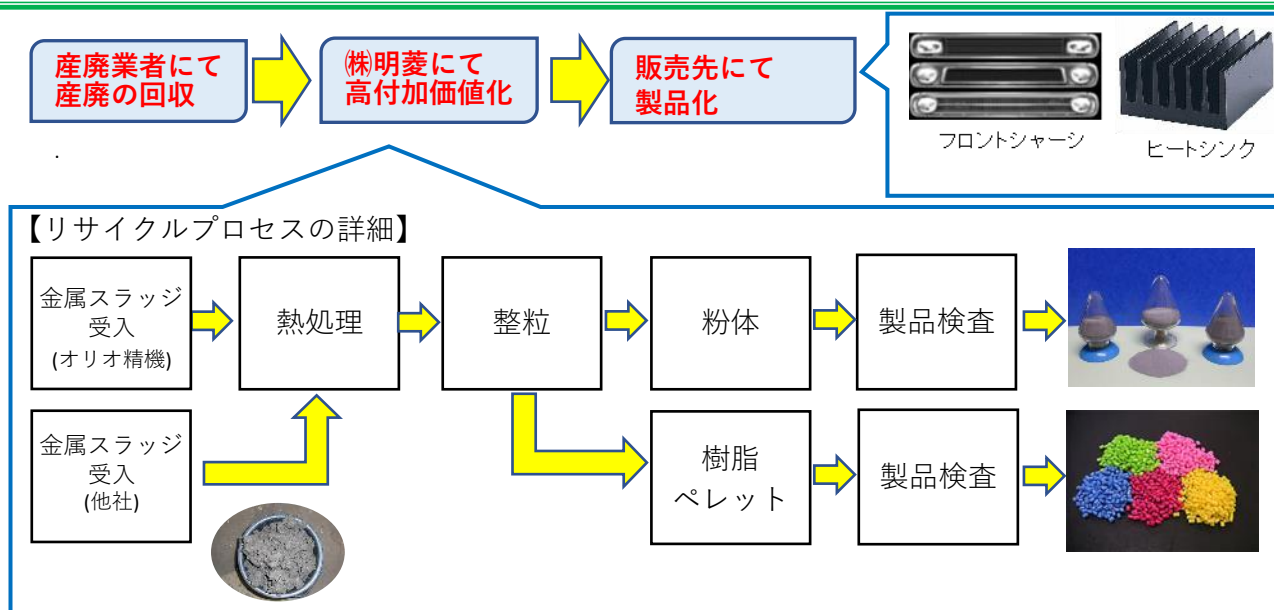 産廃業者にて
産廃の回収
㈱明菱にて
高付加価値化
販売先にて
製品化
フロントシャーシ
ヒートシンク
.
【リサイクルプロセスの詳細】
金属スラッジ
受入
(オリオ精機)
熱処理
整粒
粉体
製品検査
金属スラッジ
受入
(他社)
樹脂
ペレット
製品検査